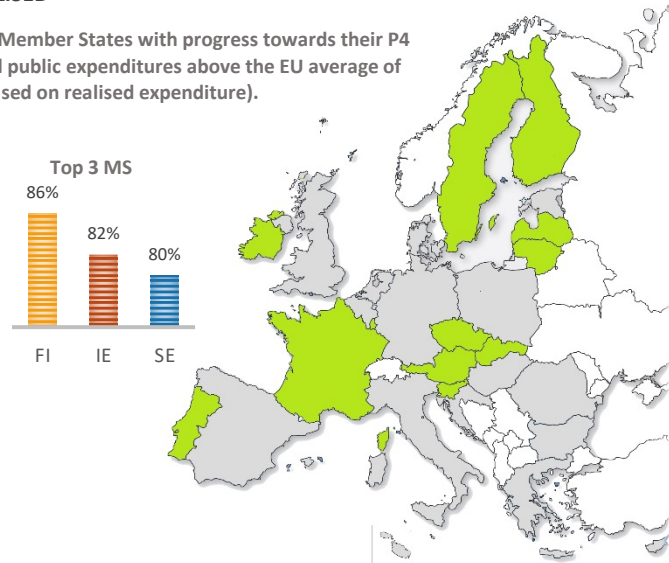 Member States with progress towards their P4
public expenditures above the EU average of
on realised expenditure).
Top 3 MS
86%
82%
80%
FI
IE
SE